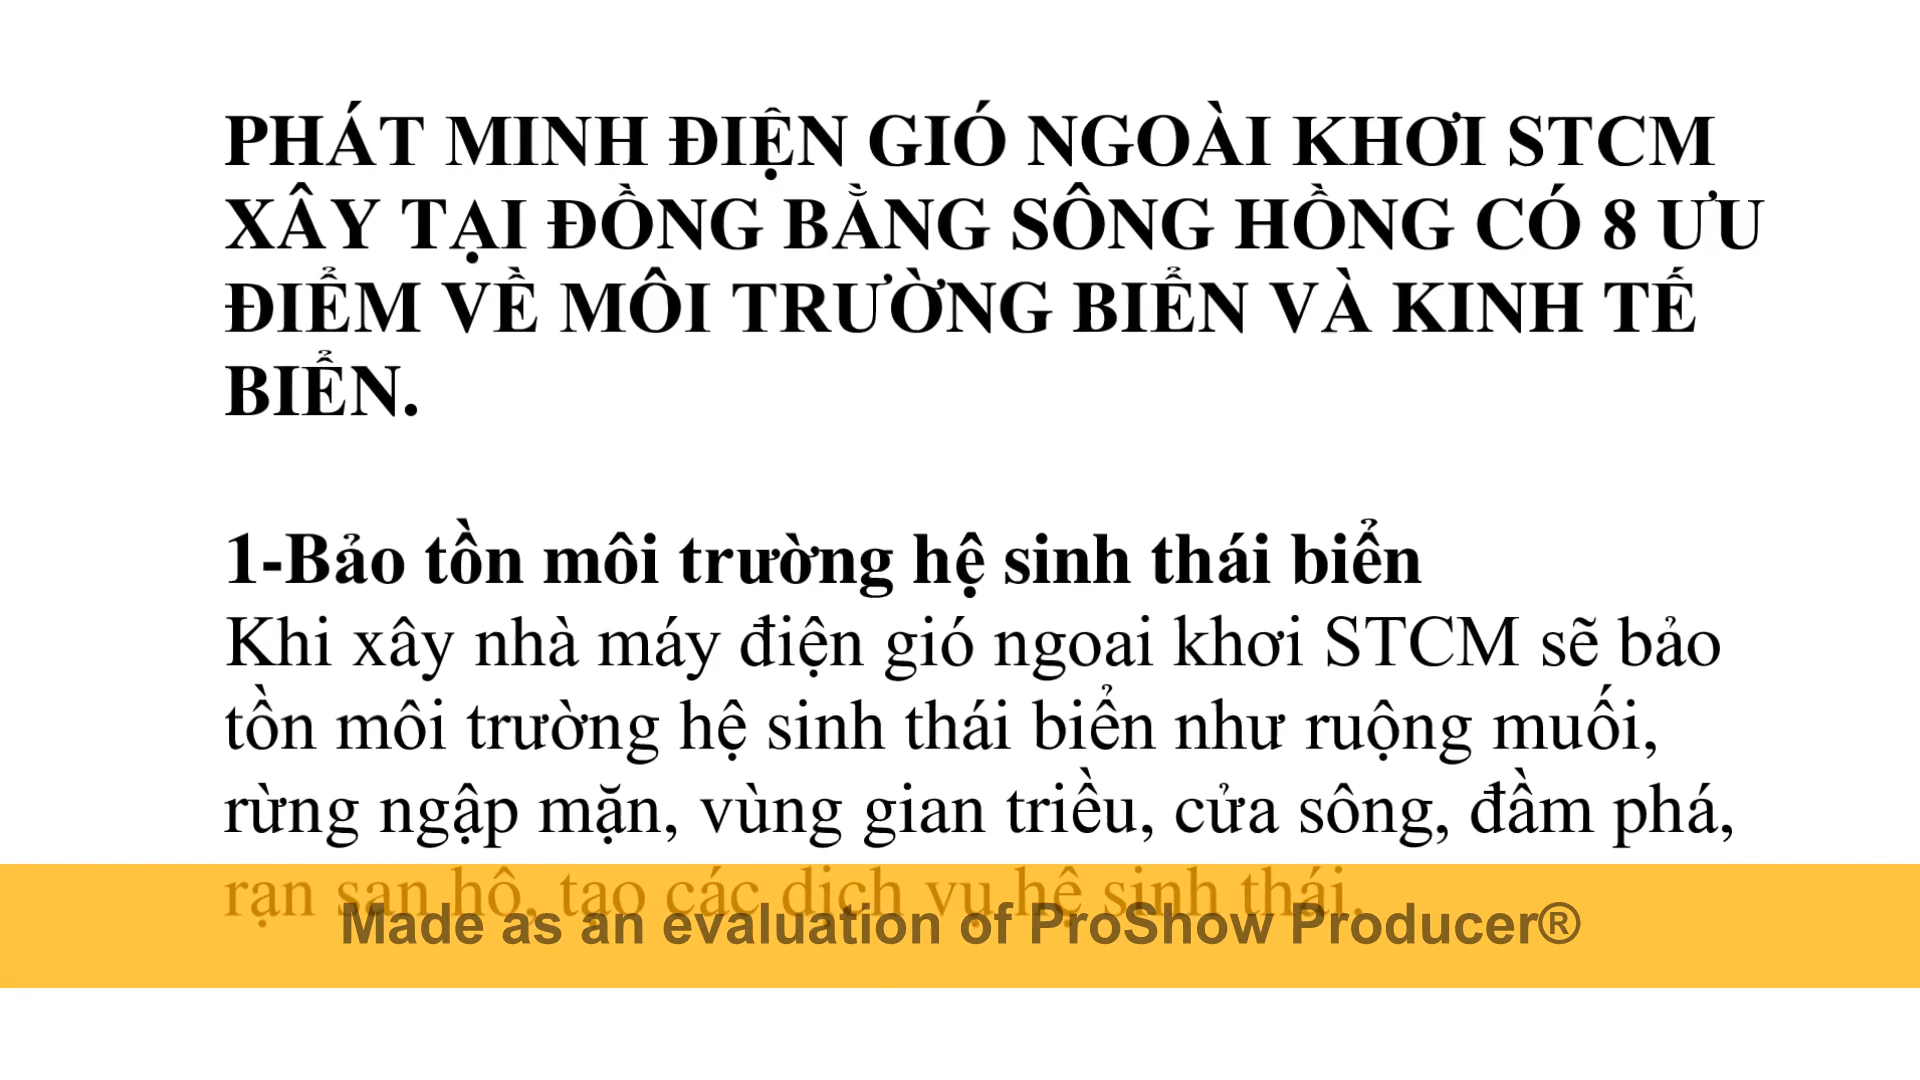 PHÁT MINH ĐIỆN GIÓ NGOÀI KHƠI STCM
XÂY TẠI ĐỒNG BẰNG SÔNG HỒNG CÓ 8 ƯU
ĐIỂM VỀ MÔI TRƯỜNG BIỂN VÀ KINH TẾ
BIỂN.
1-Bảo tồn môi trường hệ sinh thái biển
Khi xây nhà máy điện gió ngoai khơi STCM sẽ bảo
tồn môi trường hệ sinh thái biển như ruộng muối,
rừng ngập mặn, vùng gian triều, cửa sông, đầm phá,
rạn san hô, tạo các dịch vụ hệ sinh thái.
Made as an evaluation of ProShow Producer®